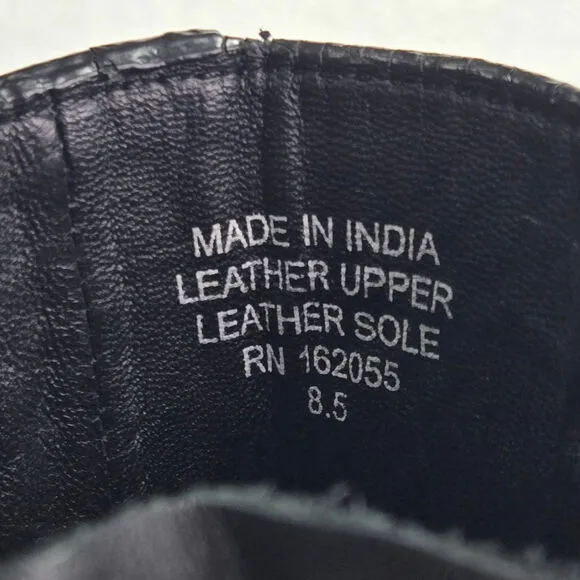 MADE IN INDIA
LEATHER UPPER
LEATHER SOLE
RN 162055
8.5